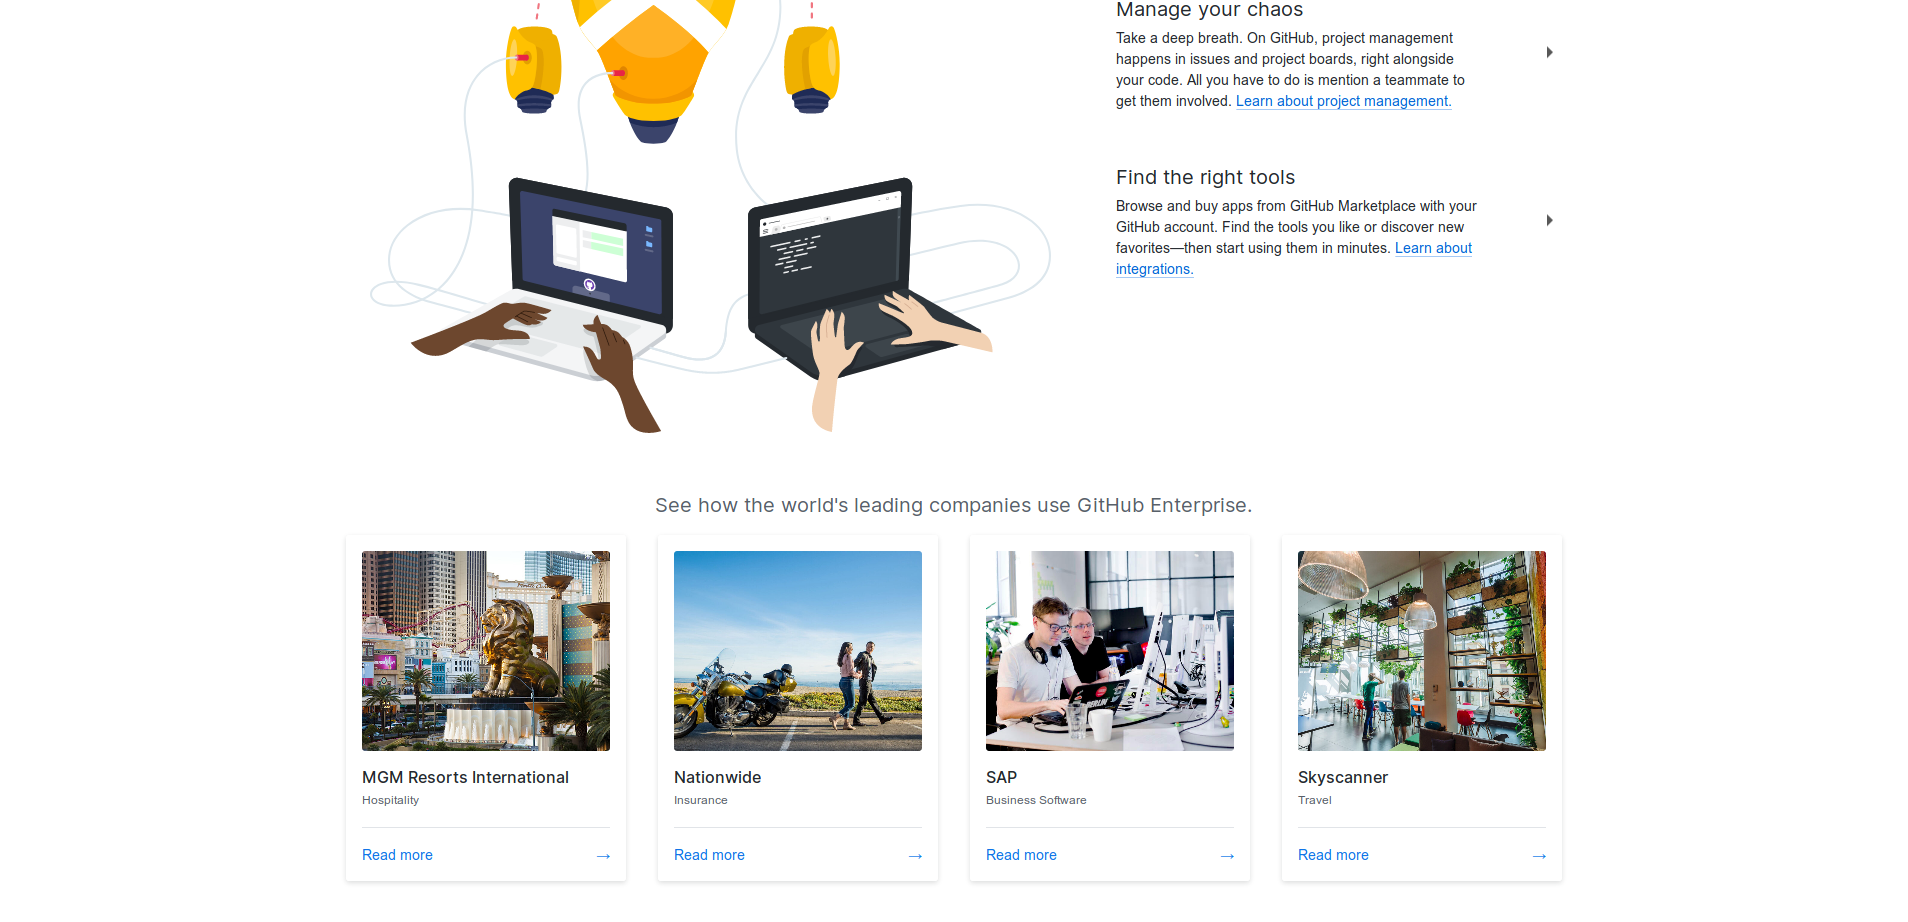 Manage your chaos
Take a deep breath. On GitHub, project management
happens in issues and project boards, right alongside
your code. All you have to do is mention a teammate to
get them involved. Learn about project management.
Find the right tools
Browse and buy apps from GitHub Marketplace with your
GitHub account. Find the tools you like or discover new
favorites—then start using them in minutes. Learn about
integrations.
See how the world's leading companies use GitHub Enterprise.
MGM Resorts International
Hospitality
Read more →
Nationwide
Insurance
Read more →
SAP
Business Software
Read more →
Skyscanner
Travel
Read more →